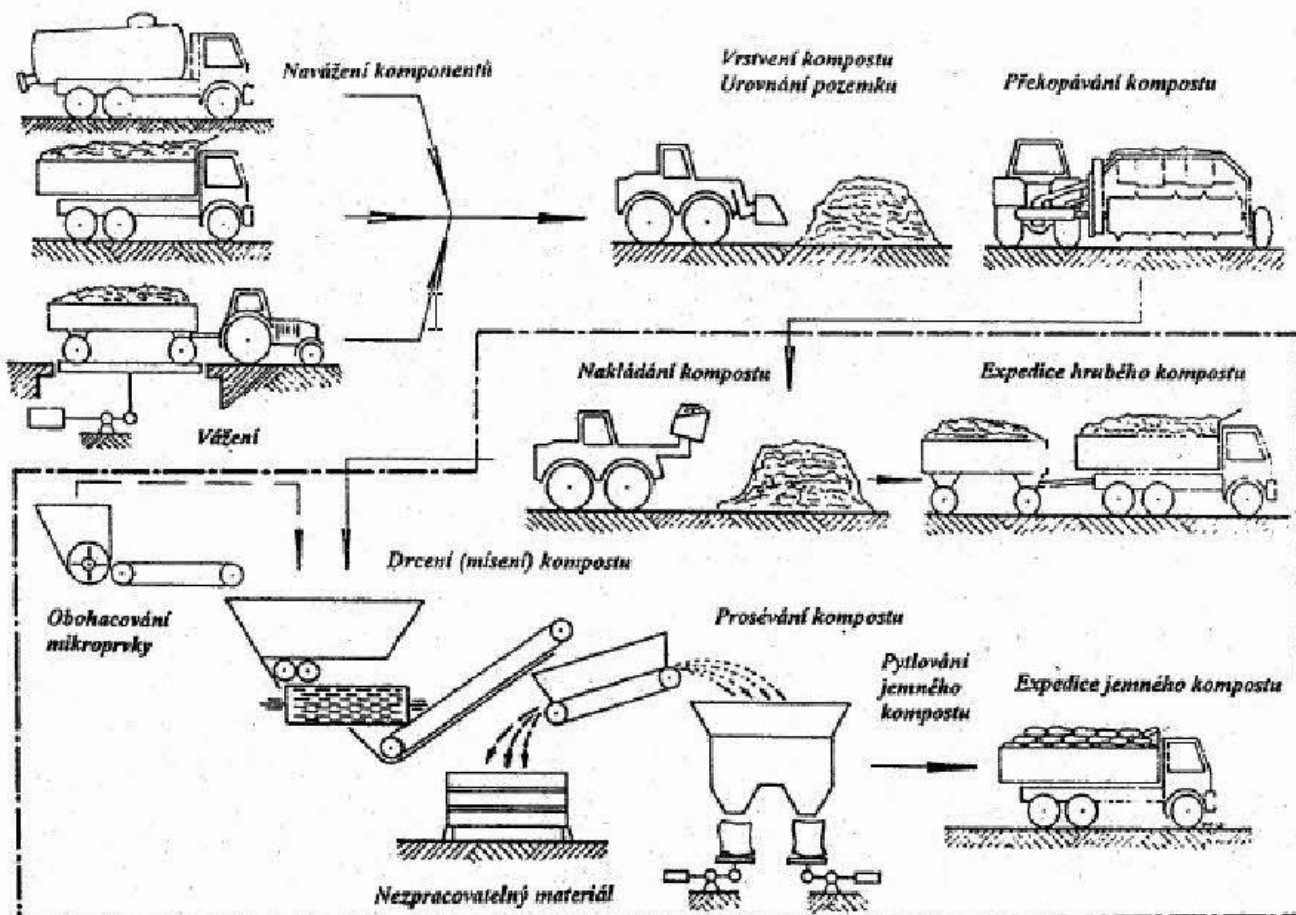 Navážení komponentů
Vrstvení kompostu
Urovnání pozemku
Překopávání kompostu
Vážení
Nakládání kompostu
Expedice hrubého kompostu
Obohacování
mikroprvky
Drcení (mísení) kompostu
Prosévání kompostu
Pytlování
jemného
kompostu
Expedice jemného kompostu
Nezpracovatelný materiál